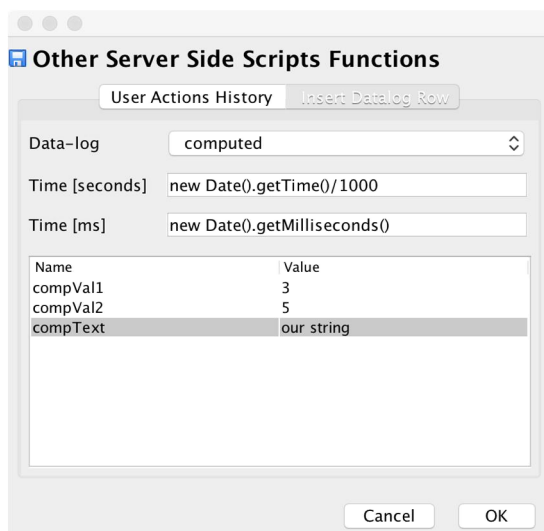 Other Server Side Scripts Functions
User Actions History Insert Datalog Row
Data-log computed
Time [seconds] new Date().getTime()/1000
Time [ms] new Date().getMilliseconds()
Name Value
compVal1 3
compVal2 5
compText our string
Cancel OK